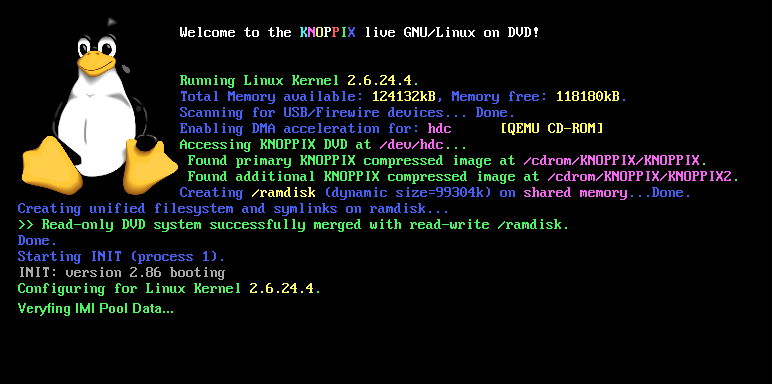 Welcome to the KNOPPIX live GNU/Linux on DVD!
Running Linux Kernel 2.6.24.4.
Total Memory available: 124132kB, Memory free: 118180kB.
Scanning for USB/Firewire devices... Done.
Enabling DMA acceleration for: hdc [QEMU CD-ROM]
Accessing KNOPPIX DVD at /dev/hdc...
Found primary KNOPPIX compressed image at /cdrom/KNOPPIX/KNOPPIX.
Found additional KNOPPIX compressed image at /cdrom/KNOPPIX/KNOPPIX2.
Creating /ramdisk (dynamic size=99304k) on shared memory...Done.
Creating unified filesystem and symlinks on ramdisk...
>> Read-only DVD system successfully merged with read-write /ramdisk.
Done.
Starting INIT (process 1).
INIT: version 2.86 booting
Configuring for Linux Kernel 2.6.24.4.
Veryfing IMI Pool Data...